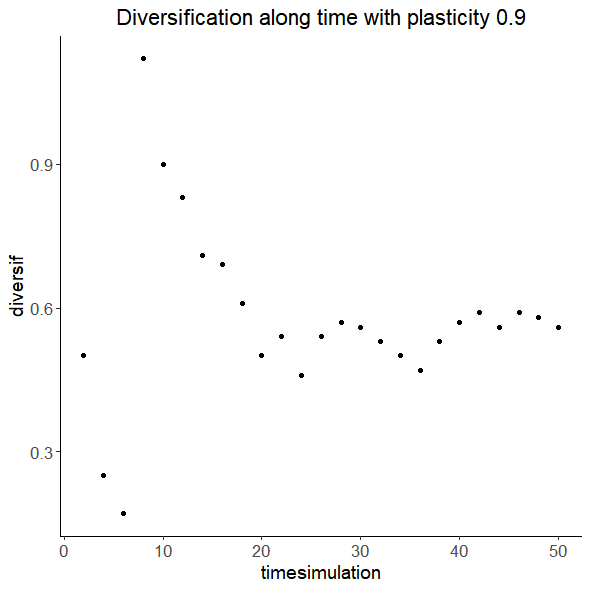 Diversification along time with plasticity 0.9
diversif
0.9
0.6
0.3
0 10 20 30 40 50
timesimulation